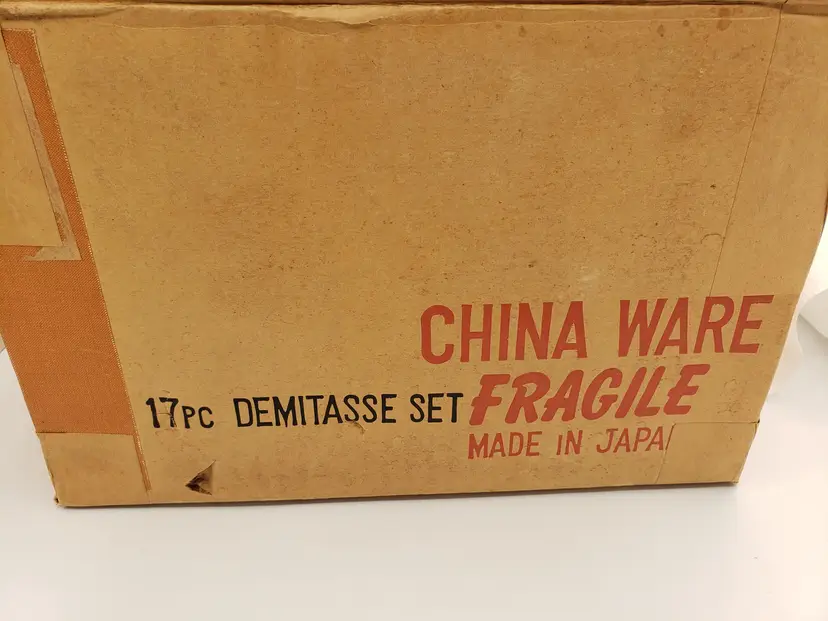 CHINA WARE
17PC DEMITASSE SET FRAGILE
MADE IN JAPA